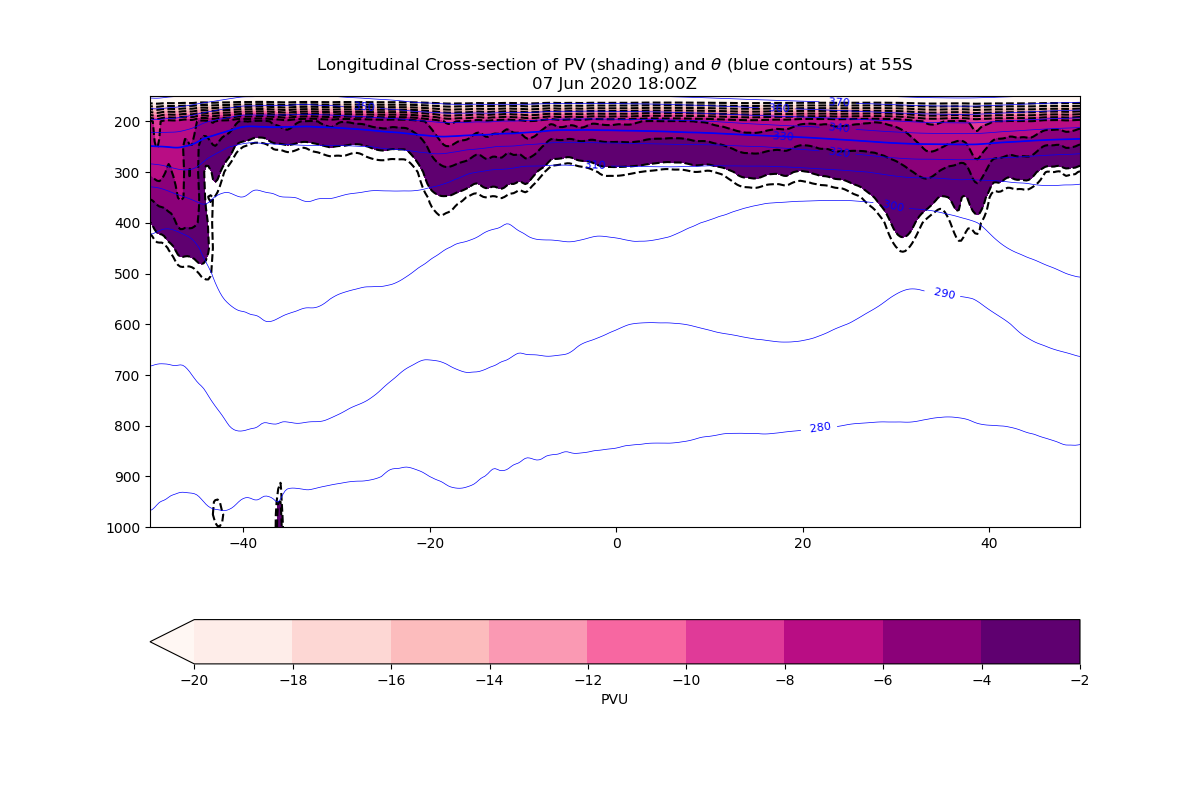 Longitudinal Cross-section of PV (shading) and θ (blue contours) at 55S
07 Jun 2020 18:00Z
370
200
300
300
400
500
290
600
700
800
280
900
1000
−40 −20 0 20 40
−20 −18 −16 −14 −12 −10 −8 −6 −4 −2
PVU